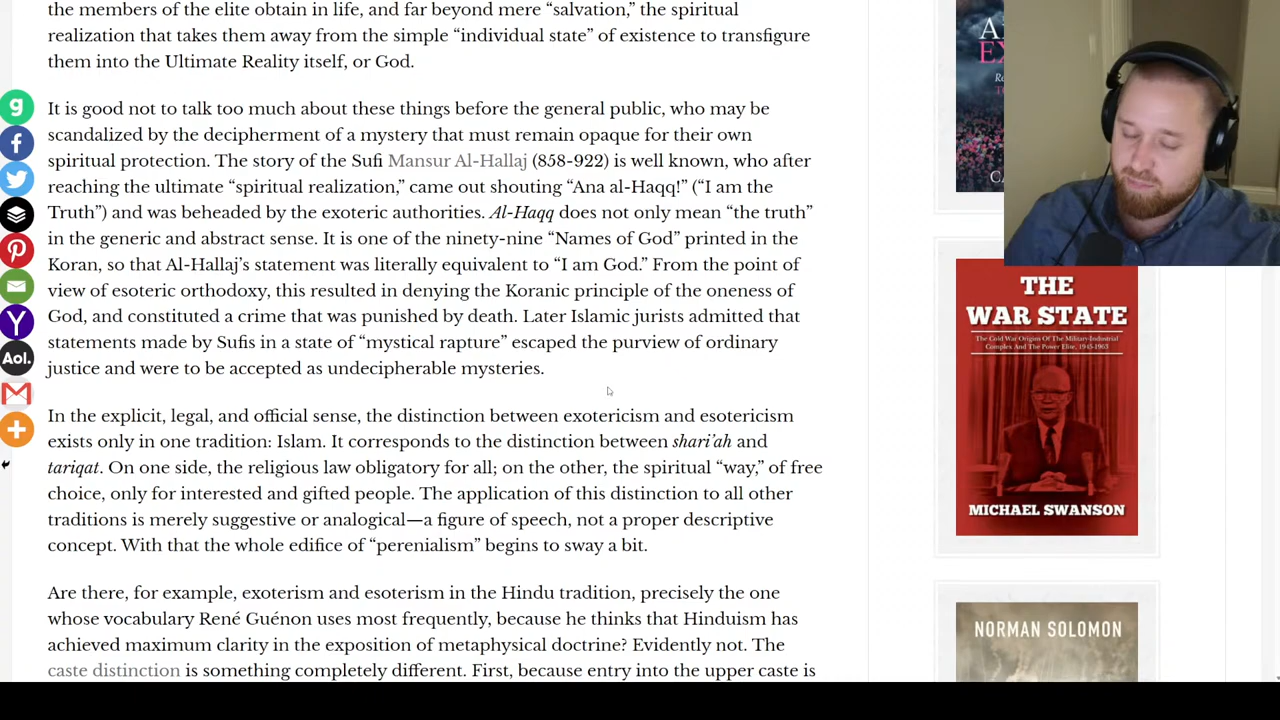 the members of the elite obtain in life, and far beyond mere “salvation,” the spiritual
realization that takes them away from the simple “individual state” of existence to transfigure
them into the Ultimate Reality itself, or God.
It is good not to talk too much about these things before the general public, who may be
scandalized by the decipherment of a mystery that must remain opaque for their own
spiritual protection. The story of the Sufi Mansur Al-Hallaj (858-922) is well known, who after
reaching the ultimate “spiritual realization,” came out shouting “Ana al-Haqq!” (“I am the
Truth”) and was beheaded by the exoteric authorities. Al-Haqq does not only mean “the truth”
in the generic and abstract sense. It is one of the ninety-nine “Names of God” printed in the
Koran, so that Al-Hallaj’s statement was literally equivalent to “I am God.” From the point of
view of esoteric orthodoxy, this resulted in denying the Koranic principle of the oneness of
God, and constituted a crime that was punished by death. Later Islamic jurists admitted that
statements made by Sufis in a state of “mystical rapture” escaped the purview of ordinary
justice and were to be accepted as undecipherable mysteries.
In the explicit, legal, and official sense, the distinction between exotericism and esotericism
exists only in one tradition: Islam. It corresponds to the distinction between shari’ah and
tariqat. On one side, the religious law obligatory for all; on the other, the spiritual “way,” of free
choice, only for interested and gifted people. The application of this distinction to all other
traditions is merely suggestive or analogical—a figure of speech, not a proper descriptive
concept. With that the whole edifice of “perenialism” begins to sway a bit.
Are there, for example, exoterism and esoterism in the Hindu tradition, precisely the one
whose vocabulary René Guénon uses most frequently, because he thinks that Hinduism has
achieved maximum clarity in the exposition of metaphysical doctrine? Evidently not. The
caste distinction is something completely different. First, because entry into the upper caste is
g
f
Y
Aol.
THE
WAR STATE
The Cold War Origins Of The Military-Industrial
Complex And The Power Elite, 1945-1963
MICHAEL SWANSON
NORMAN SOLOMON